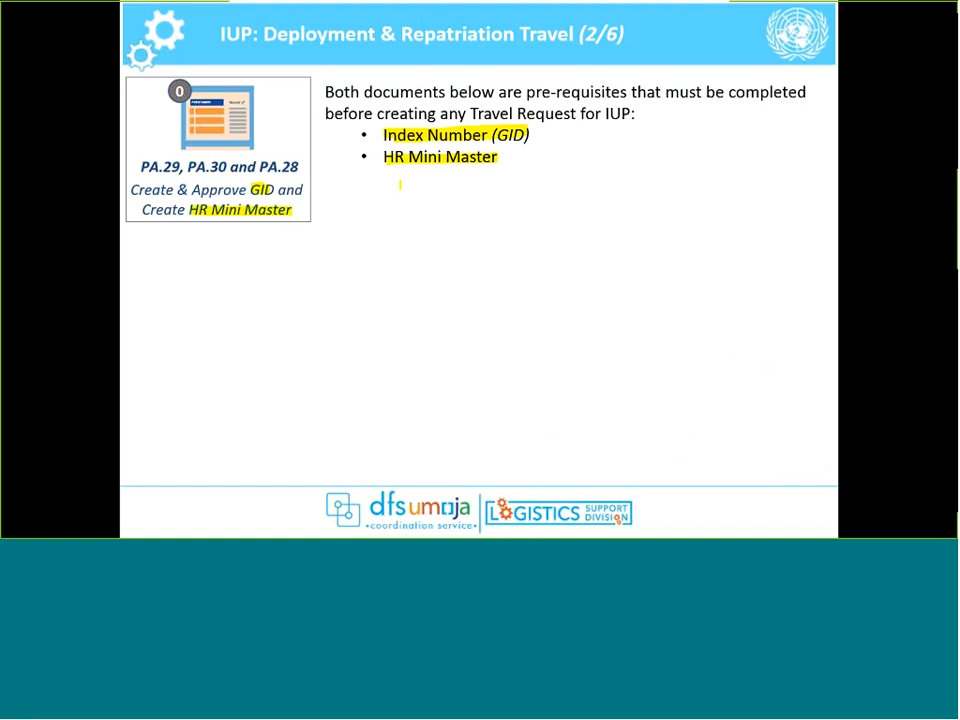 IUP: Deployment & Repatriation Travel (2/6)
0
PA.29, PA.30 and PA.28
Create & Approve GID and
Create HR Mini Master
Both documents below are pre-requisites that must be completed
before creating any Travel Request for IUP:
• Index Number (GID)
• HR Mini Master
dfsumoja
•coordination service•
LOGISTICS SUPPORT
DIVISION